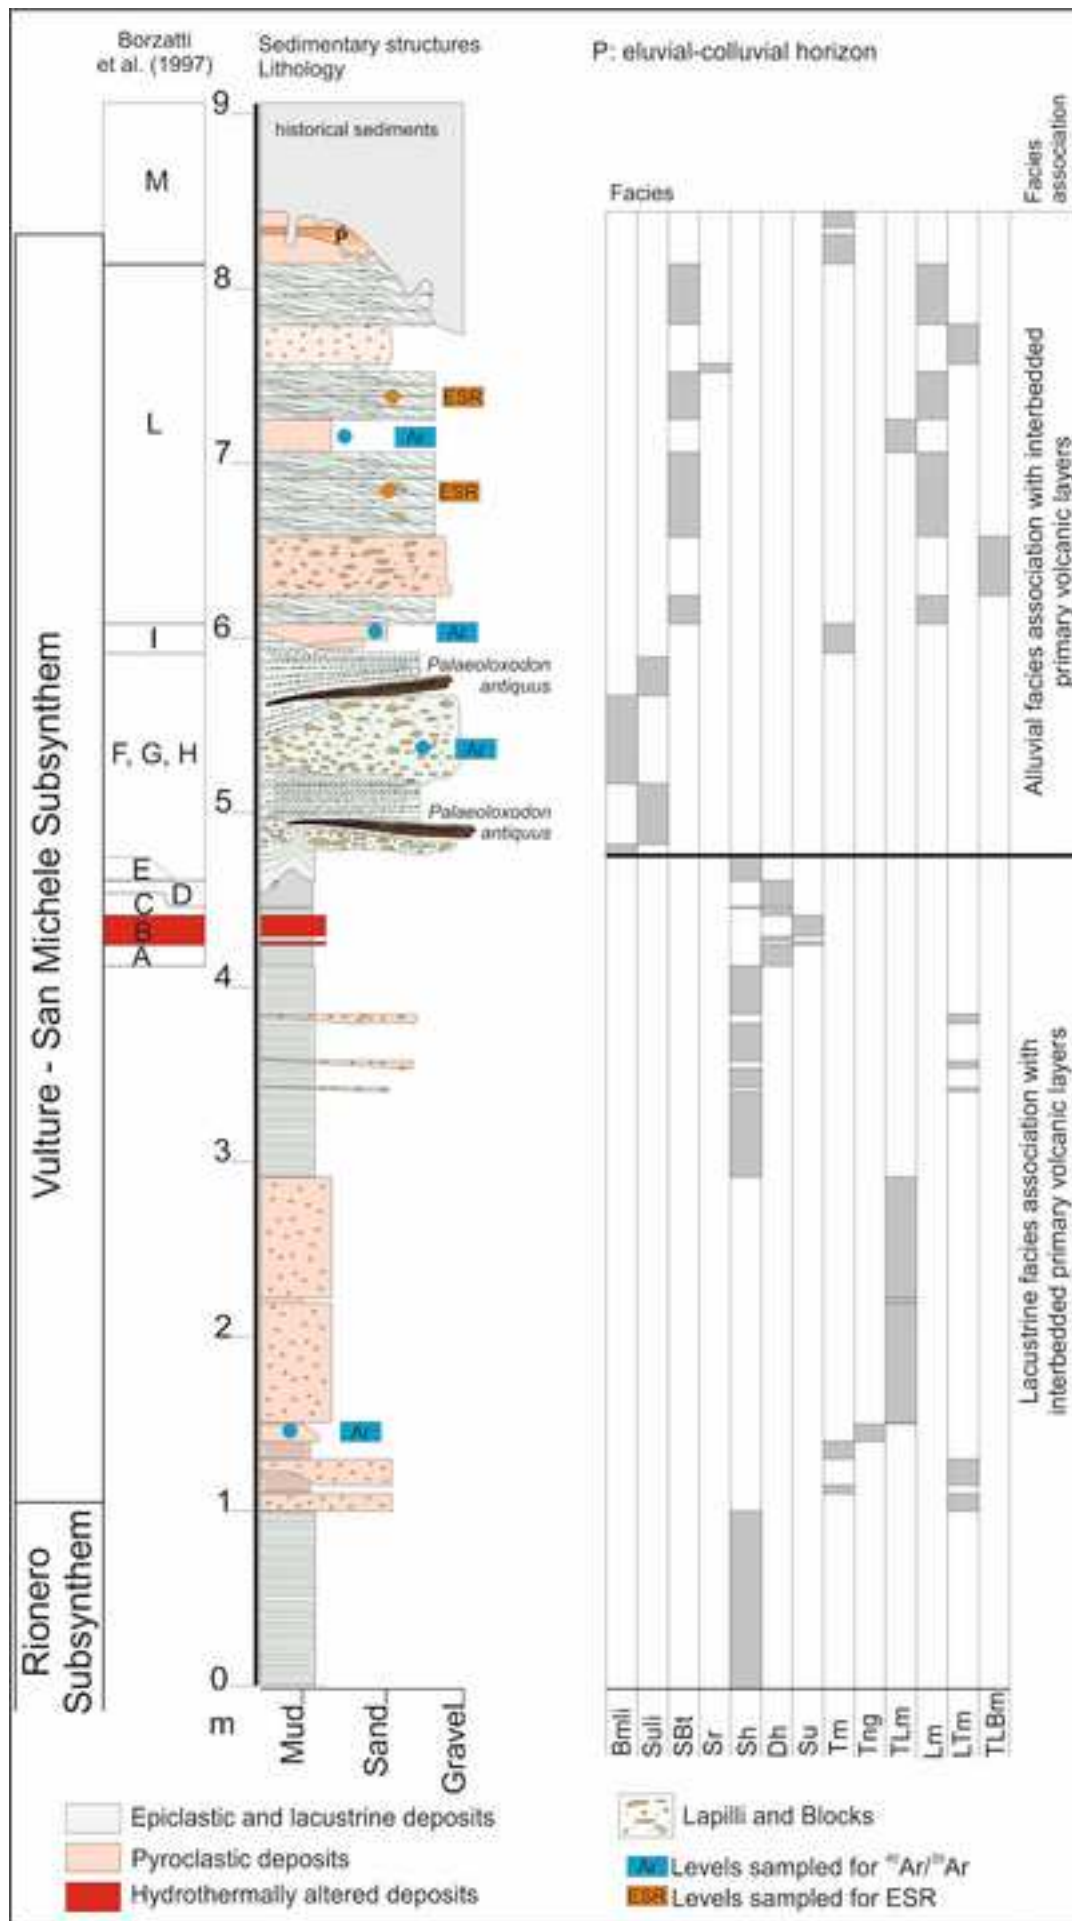 Borzatti
et al. (1997)
Sedimentary structures
Lithology
P: eluvial-colluvial horizon
Facies
Facies
association
9
historical sediments
M
P
8
L
ESR
Ar
7
ESR
6
I
Ar
Palaeoloxodon
antiquus
F, G, H
Ar
5
Palaeoloxodon
antiquus
E
D
C
B
A
4
3
2
Ar
1
0
m
Vulture - San Michele Subsynthem
Rionero
Subsynthem
Alluvial facies association with interbedded
primary volcanic layers
Lacustrine facies association with
interbedded primary volcanic layers
Mud
Sand
Gravel
Bmli
Suli
SBt
Sr
Sh
Dh
Su
Tm
Tng
TLm
Lm
LTm
TLBm
Epiclastic and lacustrine deposits
Pyroclastic deposits
Hydrothermally altered deposits
Lapilli and Blocks
Ar Levels sampled for ⁴⁰Ar/³⁹Ar
ESR Levels sampled for ESR